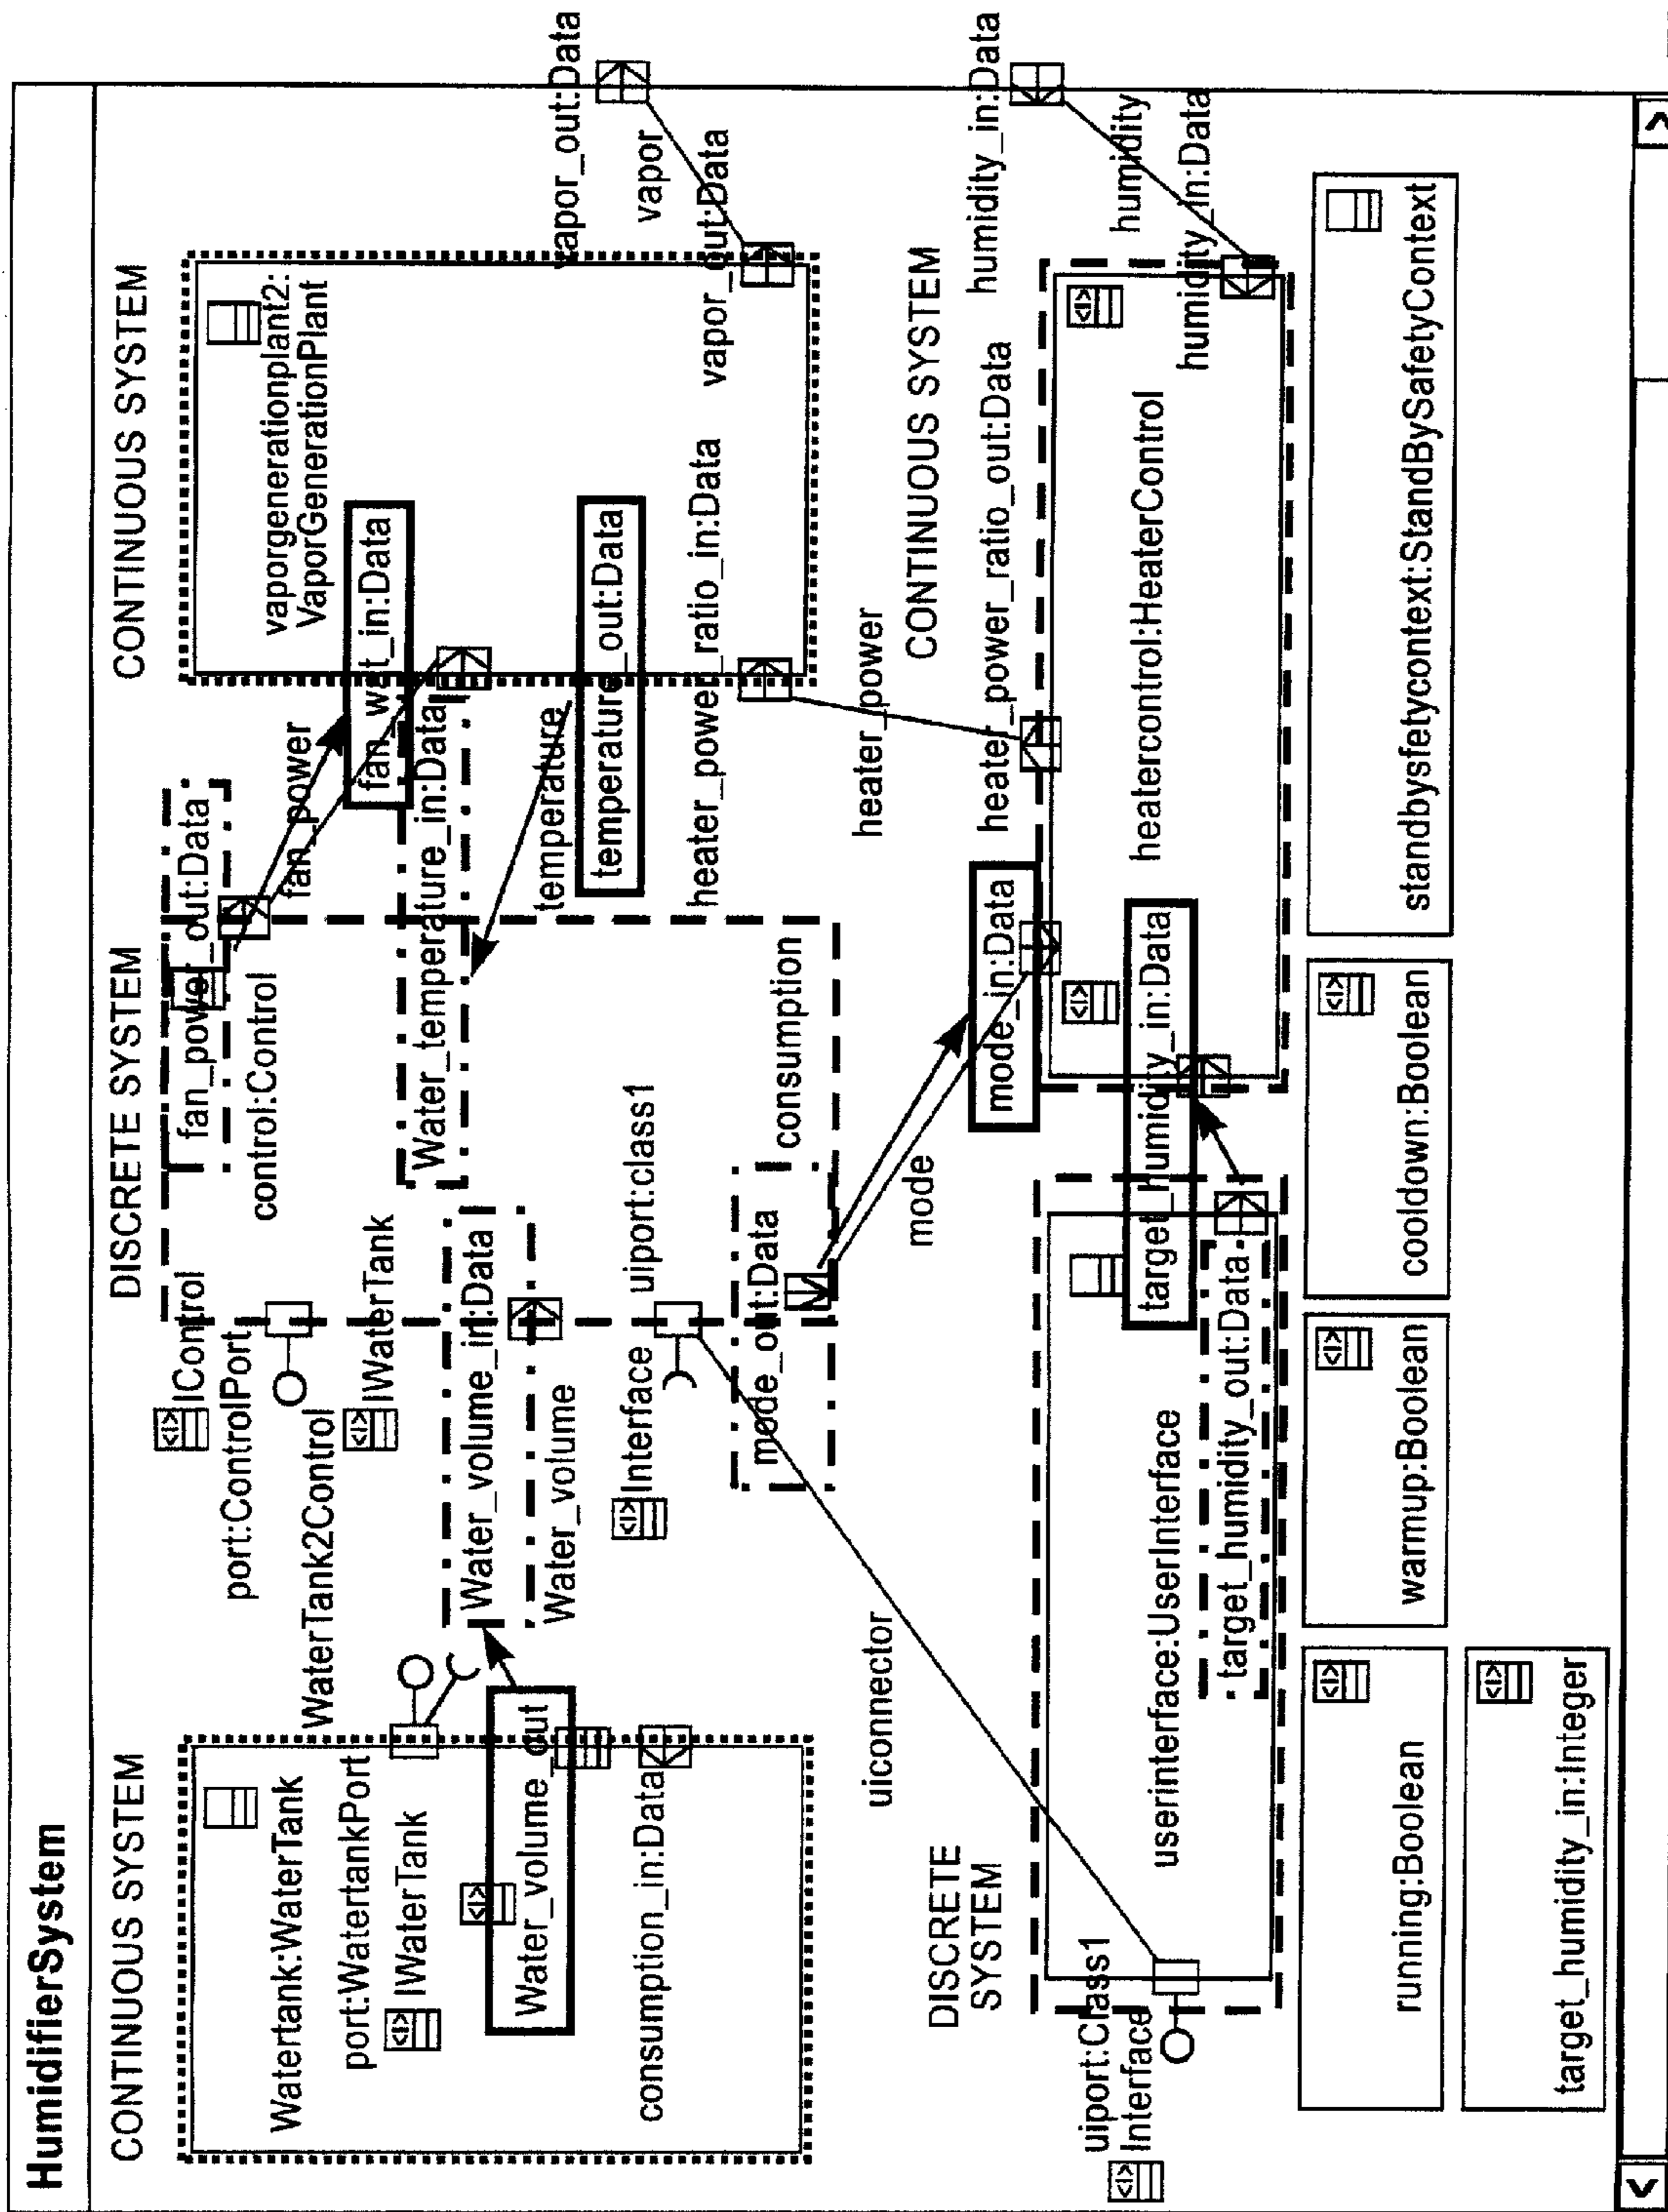 HumidifierSystem
CONTINUOUS SYSTEM
Watertank:WaterTank
port:WatertankPort
IWaterTank
Water_volume_out
consumption_in:Data
DISCRETE SYSTEM
IControl
port:ControlPort
WaterTank2Control
IWaterTank
Water_volume_in:Data
Water_volume
Interface
uiport:class1
mode_out:Data
consumption
fan_power_out:Data
control:Control
Water_temperature_in:Data
fan_power
temperature
CONTINUOUS SYSTEM
vaporgenerationplant2:
VaporGenerationPlant
fan_wat_in:Data
temperature_out:Data
heater_power_ratio_in:Data
vapor_out:Data
vapor
vapor_out:Data
uiconnector
mode
heater_power
DISCRETE
SYSTEM
uiport:Class1
Interface
userinterface:UserInterface
target_humidity_out:Data
CONTINUOUS SYSTEM
mode_in:Data
heater_power_ratio_out:Data
target_humidity_in:Data
heatercontrol:HeaterControl
humidity_in:Data
humidity
humidity_in:Data
running:Boolean
warmup:Boolean
cooldown:Boolean
standbysfetycontext:StandBySafetyContext
target_humidity_in:Integer